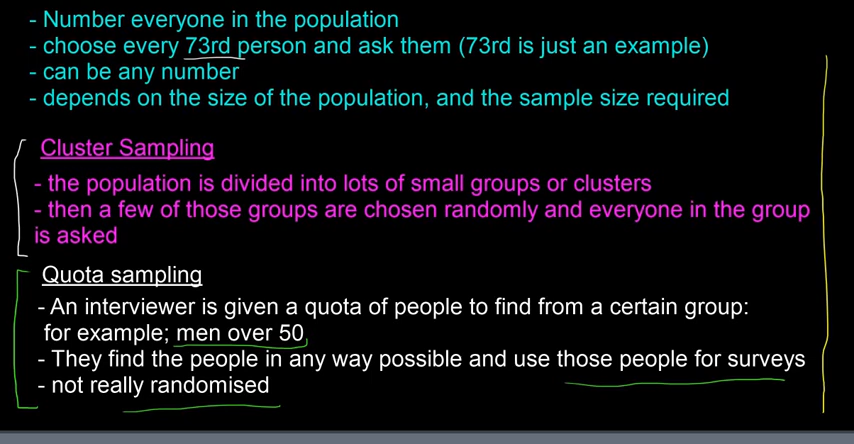 - Number everyone in the population
- choose every 73rd person and ask them (73rd is just an example)
- can be any number
- depends on the size of the population, and the sample size required
Cluster Sampling
- the population is divided into lots of small groups or clusters
- then a few of those groups are chosen randomly and everyone in the group
is asked
Quota sampling
- An interviewer is given a quota of people to find from a certain group:
for example; men over 50
- They find the people in any way possible and use those people for surveys
- not really randomised